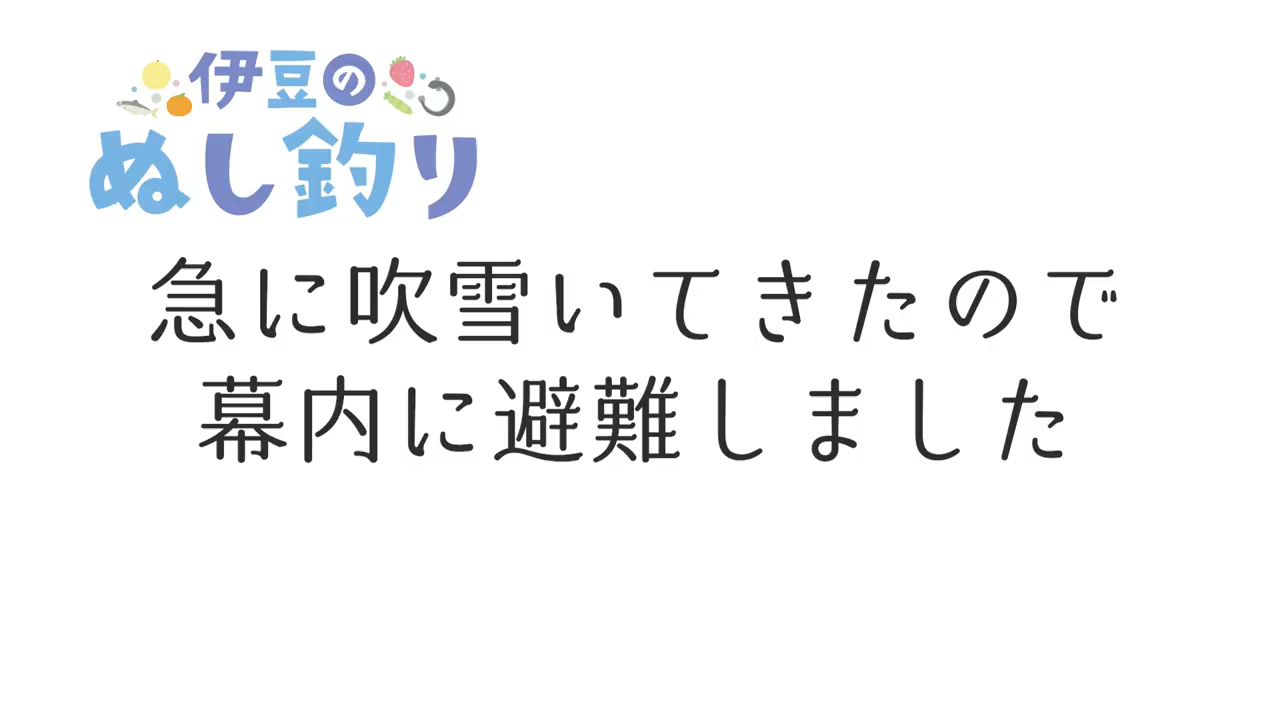 伊豆の
ぬし釣り
急に吹雪いてきたので
幕内に避難しました